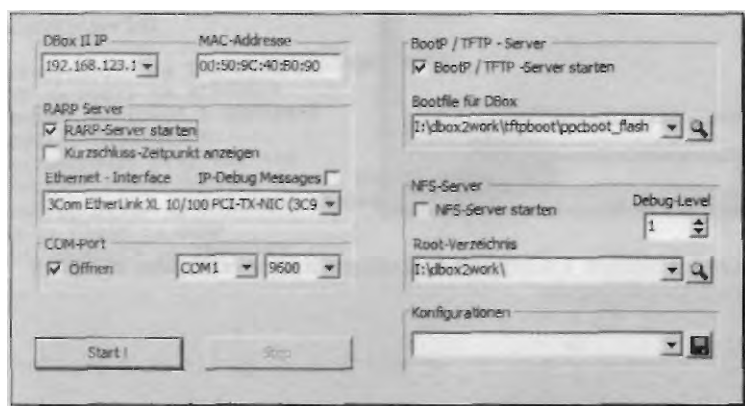 DBox II IP
MAC-Addresse
192.168.123.1
00:50:9C:40:B0:90
RARP Server
RARP-Server starten
Kurzschluss-Zeitpunkt anzeigen
Ethernet - Interface
IP-Debug Messages
3Com EtherLink XL 10/100 PCI-TX-NIC (3C9
COM-Port
Öffnen
COM1
9600
Start !
Stop
BootP / TFTP - Server
BootP / TFTP -Server starten
Bootfile für DBox
I:\dbox2work\tftpboot\ppcboot_flash
NFS-Server
NFS-Server starten
Debug-Level
1
Root-Verzeichnis
I:\dbox2work\
Konfigurationen